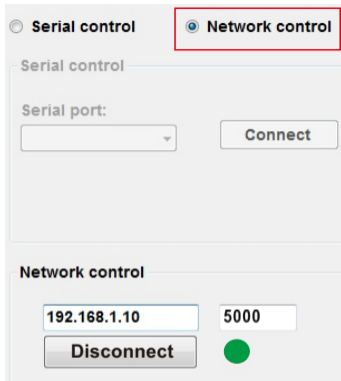 Serial control Network control
Serial control
Serial port:
Connect
Network control
192.168.1.10 5000
Disconnect